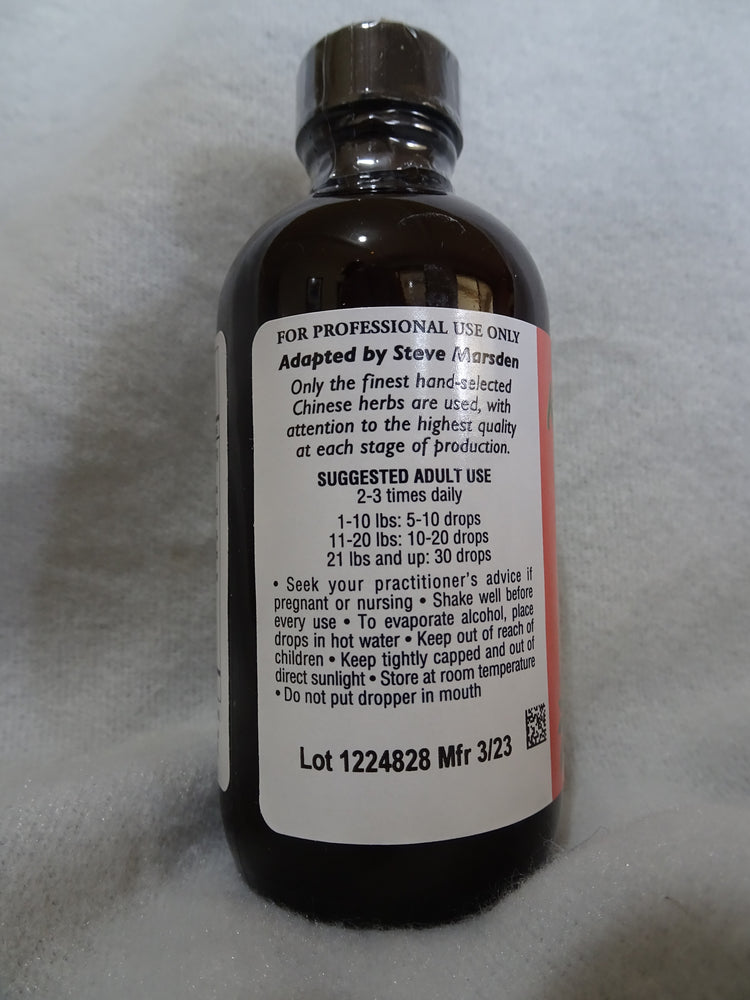 FOR PROFESSIONAL USE ONLY
Adapted by Steve Marsden
Only the finest hand-selected
Chinese herbs are used, with
attention to the highest quality
at each stage of production.
SUGGESTED ADULT USE
2-3 times daily
1-10 lbs: 5-10 drops
11-20 lbs: 10-20 drops
21 lbs and up: 30 drops
• Seek your practitioner's advice if
pregnant or nursing • Shake well before
every use • To evaporate alcohol, place
drops in hot water • Keep out of reach of
children • Keep tightly capped and out of
direct sunlight • Store at room temperature
• Do not put dropper in mouth
Lot 1224828 Mfr 3/23